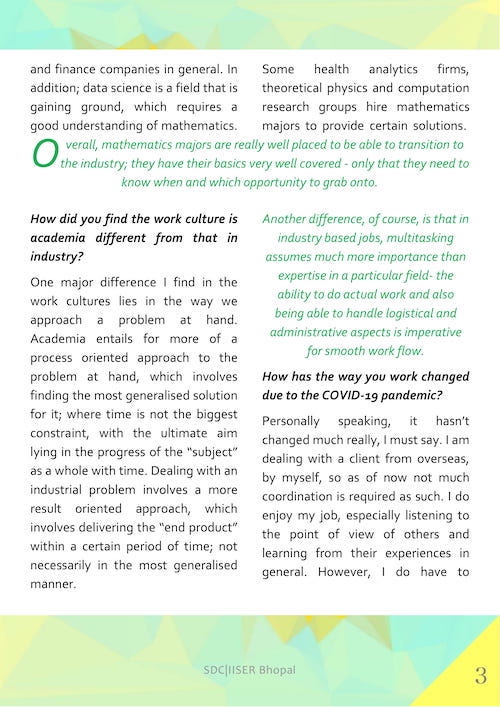 and finance companies in general. In
addition; data science is a field that is
gaining ground, which requires a
good understanding of mathematics.
Some health analytics firms,
theoretical physics and computation
research groups hire mathematics
majors to provide certain solutions.
Overall, mathematics majors are really well placed to be able to transition to
the industry; they have their basics very well covered - only that they need to
know when and which opportunity to grab onto.
How did you find the work culture is
academia different from that in
industry?
One major difference I find in the
work cultures lies in the way we
approach a problem at hand.
Academia entails for more of a
process oriented approach to the
problem at hand, which involves
finding the most generalised solution
for it; where time is not the biggest
constraint, with the ultimate aim
lying in the progress of the “subject”
as a whole with time. Dealing with an
industrial problem involves a more
result oriented approach, which
involves delivering the “end product”
within a certain period of time; not
necessarily in the most generalised
manner.
Another difference, of course, is that in
industry based jobs, multitasking
assumes much more importance than
expertise in a particular field- the
ability to do actual work and also
being able to handle logistical and
administrative aspects is imperative
for smooth work flow.
How has the way you work changed
due to the COVID-19 pandemic?
Personally speaking, it hasn’t
changed much really, I must say. I am
dealing with a client from overseas,
by myself, so as of now not much
coordination is required as such. I do
enjoy my job, especially listening to
the point of view of others and
learning from their experiences in
general. However, I do have to
SDC|IISER Bhopal
3